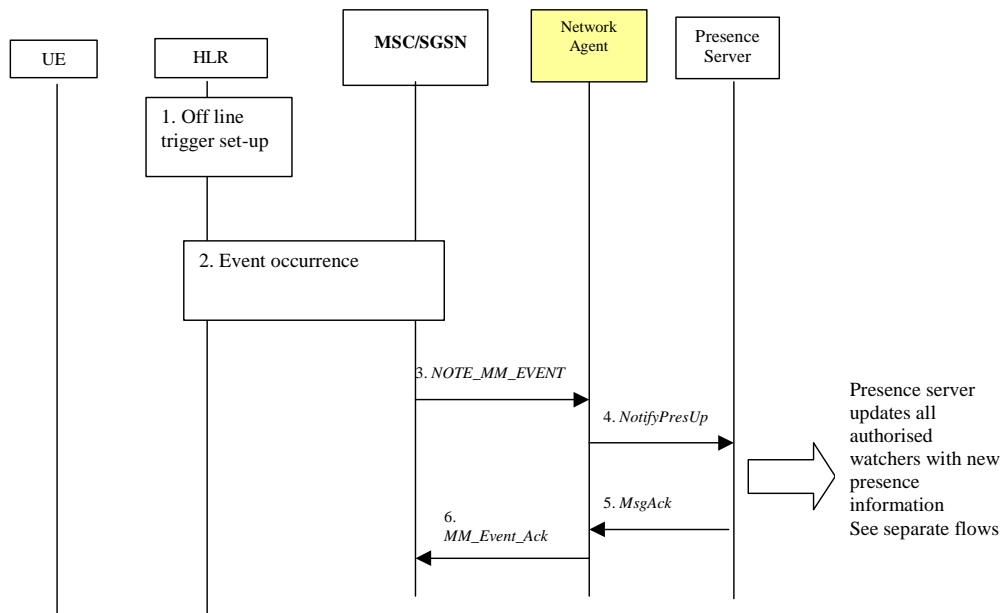 UE
HLR
MSC/SGSN
Network
Agent
Presence
Server
1. Off line
trigger set-up
2. Event occurrence
3. NOTE_MM_EVENT
4. NotifyPresUp
5. MsgAck
6.
MM_Event_Ack
Presence server
updates all
authorised
watchers with new
presence
information
See separate flows